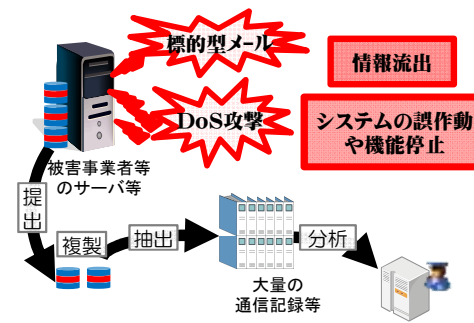 標的型メール
情報流出
DoS攻撃
システムの誤作動
や機能停止
被害事業者等
のサーバ等
提出
複製
抽出
分析
大量の
通信記録等